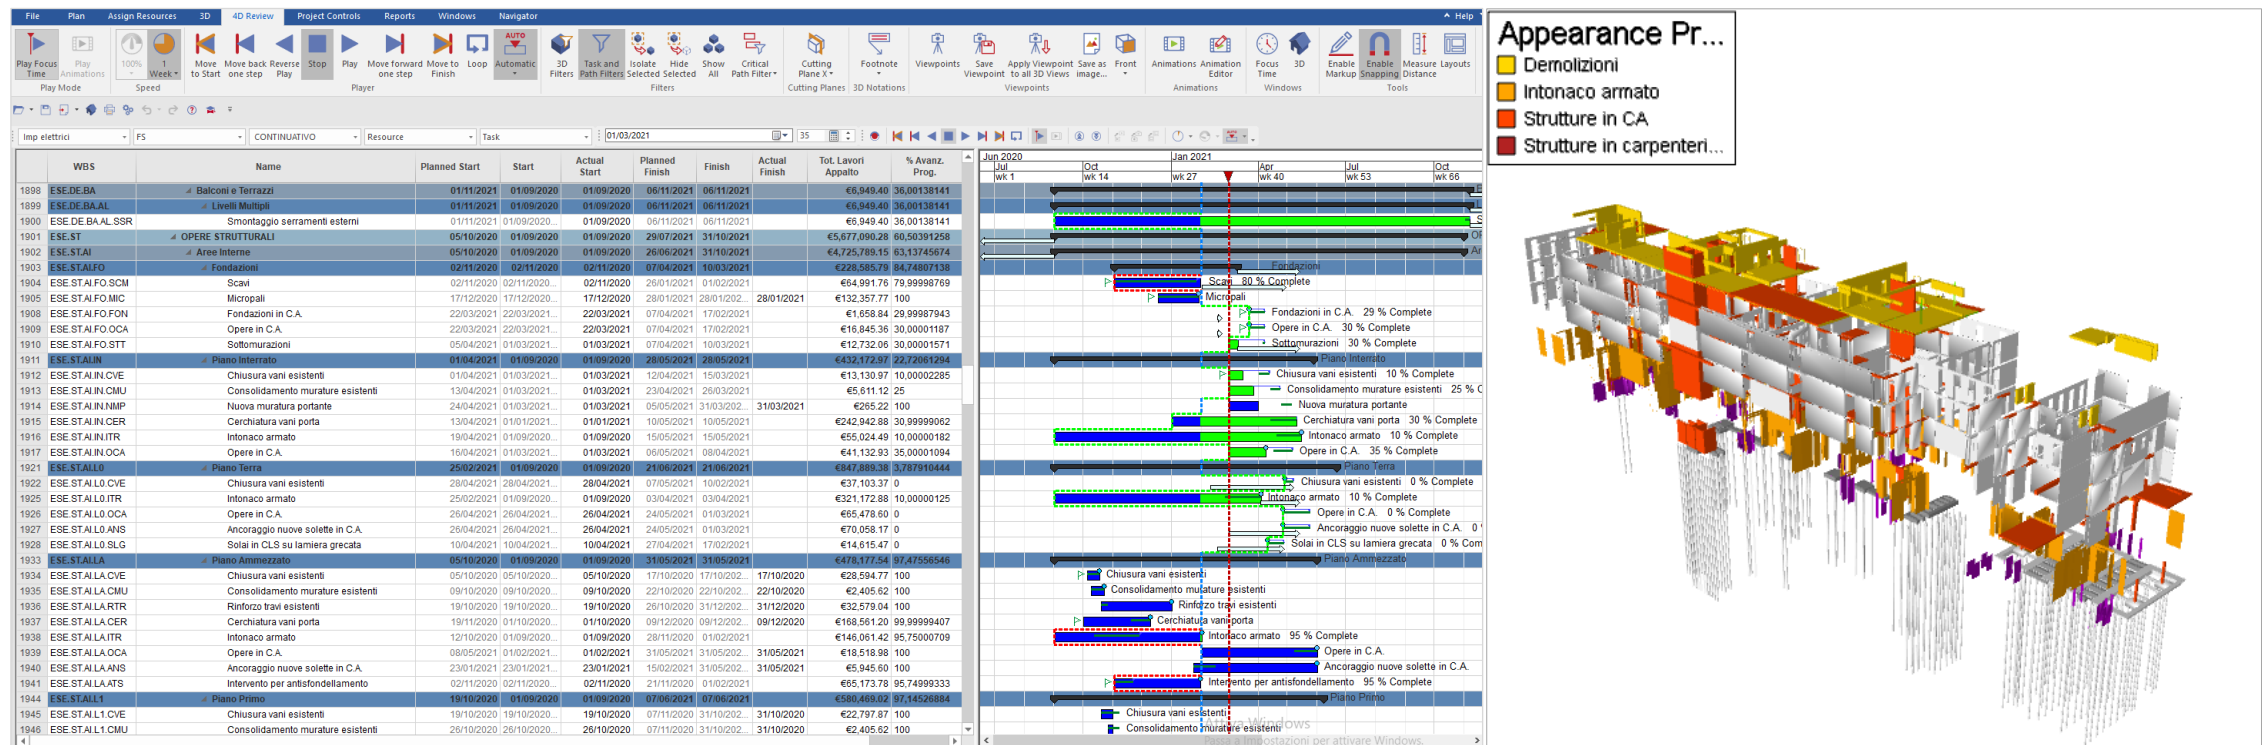 File Plan Assign Resources 3D 4D Review Project Controls Reports Windows Navigator Help
Play Focus Time
Play Animations
100%
1 Week
Move to Start
Move back one step
Reverse Play
Stop
Play
Move forward one step
Move to Finish
Loop
AUTO
Automatic
3D Filters
Task and Path Filters
Isolate Selected
Hide Selected
Show All
Critical Path Filter
Cutting Plane X
Footnote
Viewpoints
Save Viewpoint
Apply Viewpoint to all 3D Views
Save as image...
Front
Animations
Animation Editor
Focus Time
3D
Enable Markup
Enable Snapping
Measure Distance
Layouts
Play Mode Speed Player Filters Cutting Planes 3D Notations Viewpoints Animations Windows Tools
Imp elettrici FS CONTINUATIVO Resource Task 01/03/2021 35
WBS Name Planned Start Start Actual Start Planned Finish Finish Actual Finish Tot. Lavori Appalto % Avanz. Prog.
1898 ESE.DE.BA Balconi e Terrazzi 01/11/2021 01/09/2020 01/09/2020 06/11/2021 06/11/2021 €6,949.40 36,00138141
1899 ESE.DE.BA.AL Livelli Multipli 01/11/2021 01/09/2020 01/09/2020 06/11/2021 06/11/2021 €6,949.40 36,00138141
1900 ESE.DE.BA.AL.SSR Smontaggio serramenti esterni 01/11/2021 01/09/2020... 01/09/2020 06/11/2021 06/11/2021 €6,949.40 36,00138141
1901 ESE.ST OPERE STRUTTURALI 05/10/2020 01/09/2020 01/09/2020 29/07/2021 31/10/2021 €5,677,090.28 60,50391258
1902 ESE.ST.AI Aree Interne 05/10/2020 01/09/2020 01/09/2020 26/06/2021 31/10/2021 €4,725,789.15 63,13745674
1903 ESE.ST.AI.FO Fondazioni 02/11/2020 02/11/2020 02/11/2020 07/04/2021 10/03/2021 €228,585.79 84,74807138
1904 ESE.ST.AI.FO.SCM Scavi 02/11/2020 02/11/2020... 02/11/2020 26/01/2021 01/02/2021 €64,991.76 79,99998769
1905 ESE.ST.AI.FO.MIC Micropali 17/12/2020 17/12/2020... 17/12/2020 28/01/2021 28/01/202... 28/01/2021 €132,357.77 100
1908 ESE.ST.AI.FO.FON Fondazioni in C.A. 22/03/2021 22/03/2021... 22/03/2021 07/04/2021 17/02/2021 €1,658.84 29,99987943
1909 ESE.ST.AI.FO.OCA Opere in C.A. 22/03/2021 22/03/2021... 22/03/2021 07/04/2021 17/02/2021 €16,845.36 30,00001187
1910 ESE.ST.AI.FO.STT Sottomurazioni 05/04/2021 01/03/2021... 01/03/2021 07/04/2021 10/03/2021 €12,732.06 30,00001571
1911 ESE.ST.AI.IN Piano Interrato 01/04/2021 01/09/2020 01/09/2020 28/05/2021 28/05/2021 €432,172.97 22,72061294
1912 ESE.ST.AI.IN.CVE Chiusura vani esistenti 01/04/2021 01/03/2021... 01/03/2021 12/04/2021 15/03/2021 €13,130.97 10,00002285
1913 ESE.ST.AI.IN.CMU Consolidamento murature esistenti 13/04/2021 01/03/2021... 01/03/2021 23/04/2021 26/03/2021 €5,611.12 25
1914 ESE.ST.AI.IN.NMP Nuova muratura portante 24/04/2021 01/03/2021... 01/03/2021 05/05/2021 31/03/202... 31/03/2021 €265.22 100
1915 ESE.ST.AI.IN.CER Cerchiatura vani porta 13/04/2021 01/01/2021... 01/01/2021 10/05/2021 10/05/2021 €242,942.88 30,99999062
1916 ESE.ST.AI.IN.ITR Intonaco armato 19/04/2021 01/09/2020... 01/09/2020 15/05/2021 15/05/2021 €55,024.49 10,00000182
1917 ESE.ST.AI.IN.OCA Opere in C.A. 16/04/2021 01/03/2021... 01/03/2021 06/05/2021 08/04/2021 €41,132.93 35,00001094
1921 ESE.ST.AI.L0 Piano Terra 25/02/2021 01/09/2020 01/09/2020 21/06/2021 21/06/2021 €847,889.38 3,787910444
1922 ESE.ST.AI.L0.CVE Chiusura vani esistenti 28/04/2021 28/04/2021... 28/04/2021 07/05/2021 10/02/2021 €37,103.37 0
1925 ESE.ST.AI.L0.ITR Intonaco armato 25/02/2021 01/09/2020... 01/09/2020 03/04/2021 03/04/2021 €321,172.88 10,00000125
1926 ESE.ST.AI.L0.OCA Opere in C.A. 26/04/2021 26/04/2021... 26/04/2021 24/05/2021 01/03/2021 €65,478.60 0
1927 ESE.ST.AI.L0.ANS Ancoraggio nuove solette in C.A. 26/04/2021 26/04/2021... 26/04/2021 24/05/2021 01/03/2021 €70,058.17 0
1928 ESE.ST.AI.L0.SLG Solai in CLS su lamiera grecata 10/04/2021 10/04/2021... 10/04/2021 27/04/2021 17/02/2021 €14,615.47 0
1933 ESE.ST.AI.LA Piano Ammezzato 05/10/2020 01/09/2020 01/09/2020 31/05/2021 31/05/2021 €478,177.54 97,47556546
1934 ESE.ST.AI.LA.CVE Chiusura vani esistenti 05/10/2020 05/10/2020... 05/10/2020 17/10/2020 17/10/202... 17/10/2020 €28,594.77 100
1935 ESE.ST.AI.LA.CMU Consolidamento murature esistenti 09/10/2020 09/10/2020... 09/10/2020 22/10/2020 22/10/202... 22/10/2020 €2,405.62 100
1936 ESE.ST.AI.LA.RTR Rinforzo travi esistenti 19/10/2020 19/10/2020... 19/10/2020 26/10/2020 31/12/202... 31/12/2020 €32,579.04 100
1937 ESE.ST.AI.LA.CER Cerchiatura vani porta 19/11/2020 01/10/2020... 01/10/2020 09/12/2020 09/12/202... 09/12/2020 €168,561.20 99,99999407
1938 ESE.ST.AI.LA.ITR Intonaco armato 12/10/2020 01/09/2020... 01/09/2020 28/11/2020 01/02/2021 €146,061.42 95,75000709
1939 ESE.ST.AI.LA.OCA Opere in C.A. 08/05/2021 01/02/2021... 01/02/2021 31/05/2021 31/05/202... 31/05/2021 €18,518.98 100
1940 ESE.ST.AI.LA.ANS Ancoraggio nuove solette in C.A. 23/01/2021 23/01/2021... 23/01/2021 15/02/2021 31/05/202... 31/05/2021 €5,945.60 100
1941 ESE.ST.AI.LA.ATS Intervento per antisfondellamento 02/11/2020 02/11/2020... 02/11/2020 21/11/2020 01/02/2021 €65,173.78 95,74999333
1944 ESE.ST.AI.L1 Piano Primo 19/10/2020 01/09/2020 01/09/2020 07/06/2021 07/06/2021 €580,469.02 97,14526884
1945 ESE.ST.AI.L1.CVE Chiusura vani esistenti 19/10/2020 19/10/2020... 19/10/2020 07/11/2020 31/10/202... 31/10/2020 €22,797.87 100
1946 ESE.ST.AI.L1.CMU Consolidamento murature esistenti 26/10/2020 26/10/2020... 26/10/2020 07/11/2020 31/10/202... 31/10/2020 €2,405.62 100
Jun 2020 Jan 2021
Jul Oct Apr Jul Oct
wk 1 wk 14 wk 27 wk 40 wk 53 wk 66
Fondazioni
Scavi 80 % Complete
Micropali
Fondazioni in C.A. 29 % Complete
Opere in C.A. 30 % Complete
Sottomurazioni 30 % Complete
Piano Interrato
Chiusura vani esistenti 10 % Complete
Consolidamento murature esistenti 25 % C
Nuova muratura portante
Cerchiatura vani porta 30 % Complete
Intonaco armato 10 % Complete
Opere in C.A. 35 % Complete
Piano Terra
Chiusura vani esistenti 0 % Complete
Intonaco armato 10 % Complete
Opere in C.A. 0 % Complete
Ancoraggio nuove solette in C.A. 0
Solai in CLS su lamiera grecata 0 % Com
Piano Ammezzato
Chiusura vani esistenti
Consolidamento murature esistenti
Rinforzo travi esistenti
Cerchiatura vani porta
Intonaco armato 95 % Complete
Opere in C.A.
Ancoraggio nuove solette in C.A.
Intervento per antisfondellamento 95 % Complete
Piano Primo
Chiusura vani esistenti
Attiva Windows
Consolidamento murature esistenti
Passa a Impostazioni per attivare Windows.
Appearance Pr...
Demolizioni
Intonaco armato
Strutture in CA
Strutture in carpenteri...